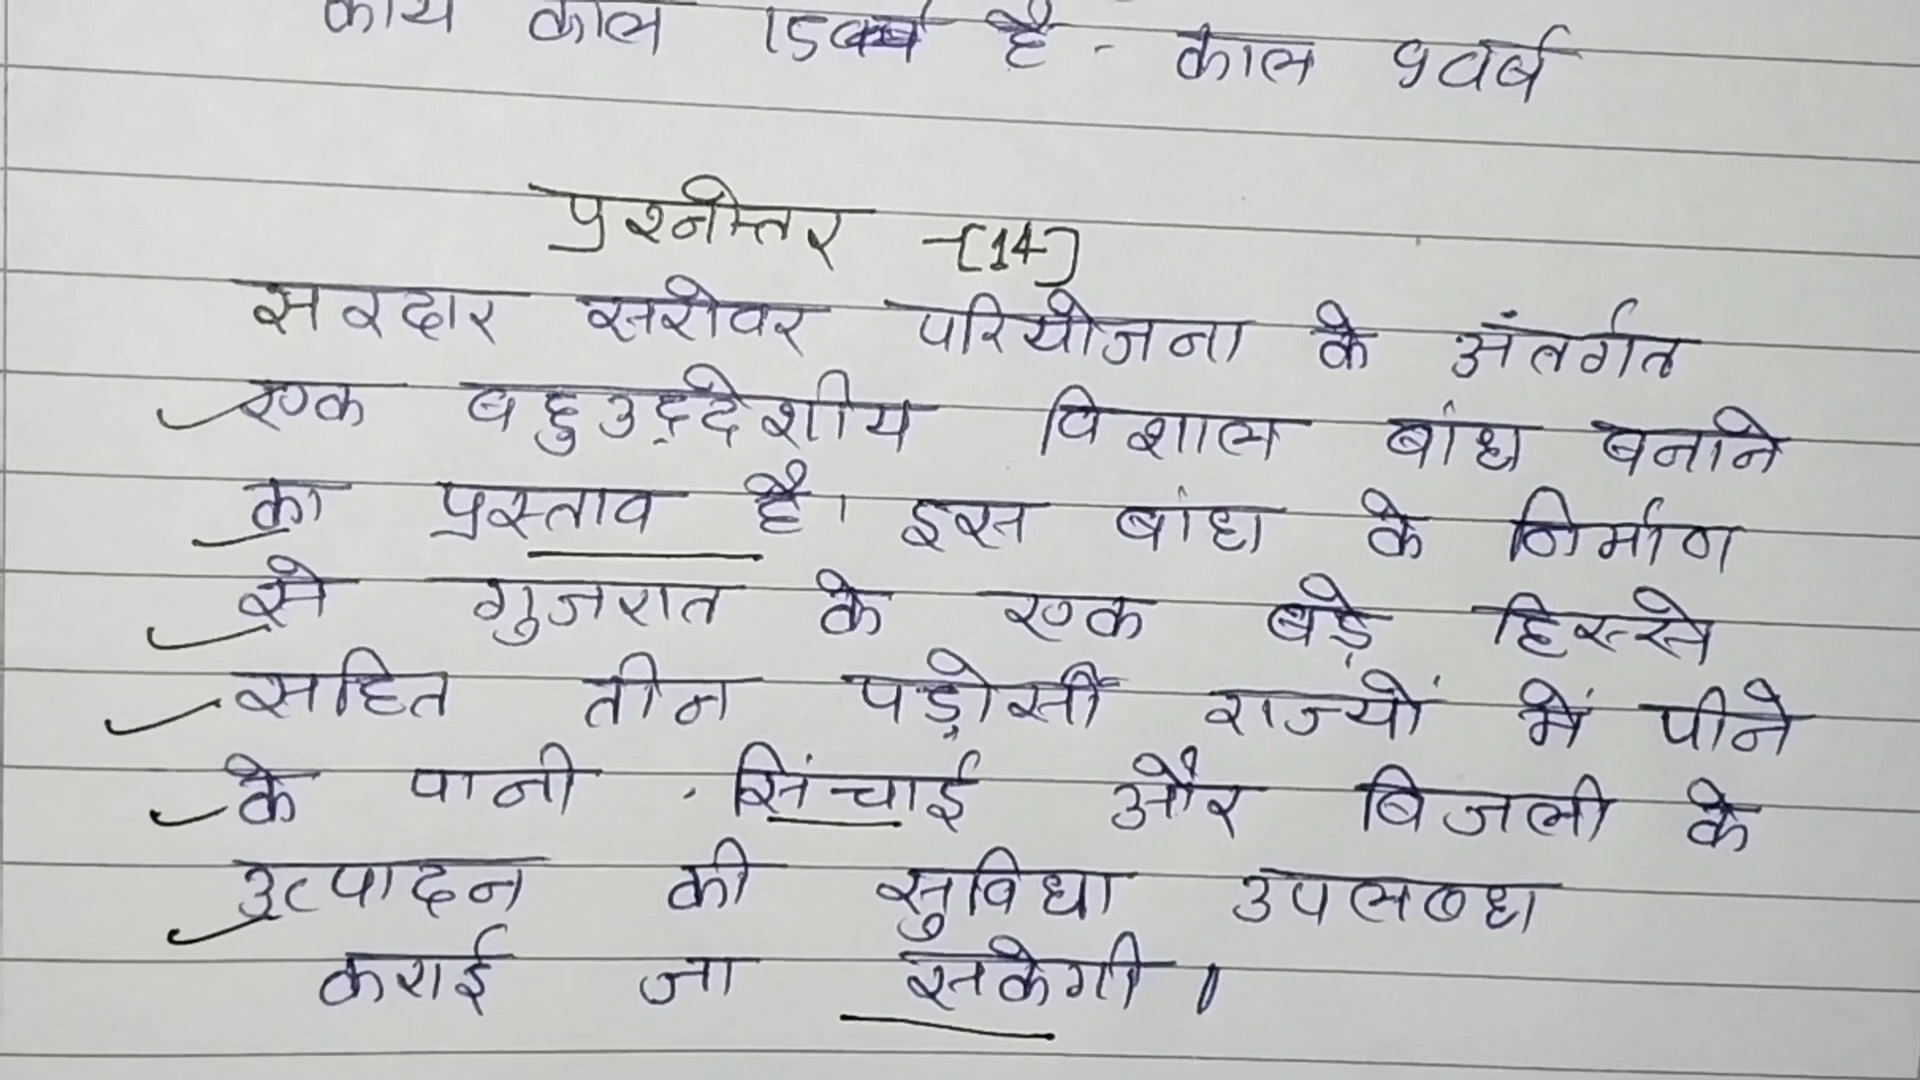 कार्य काल 15वर्ष है - काल 9वर्ष
प्रश्नोत्तर -[14]
सरदार सरोवर परियोजना के अंतर्गत
एक बहुउद्देशीय विशाल बांध बनाने
का प्रस्ताव है। इस बांध के निर्माण
से गुजरात के एक बड़े हिस्से
सहित तीन पड़ोसी राज्यों में पीने
के पानी , सिंचाई और बिजली के
उत्पादन की सुविधा उपलब्ध
कराई जा सकेगी।